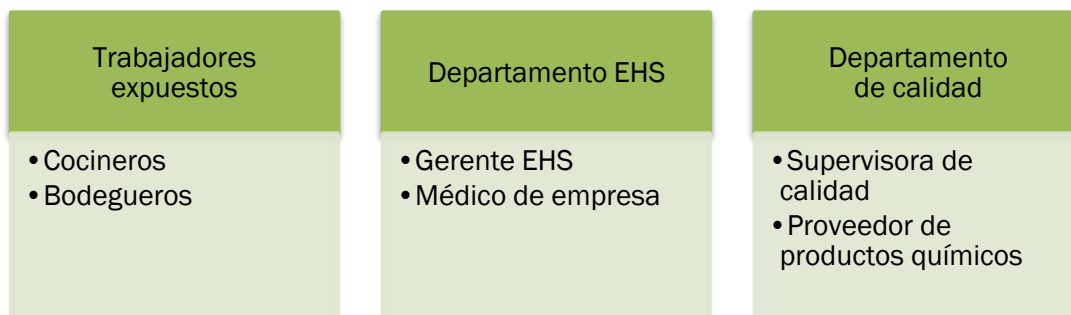 Trabajadores
expuestos
• Cocineros
• Bodegueros
Departamento EHS
• Gerente EHS
• Médico de empresa
Departamento
de calidad
• Supervisora de
calidad
• Proveedor de
productos químicos